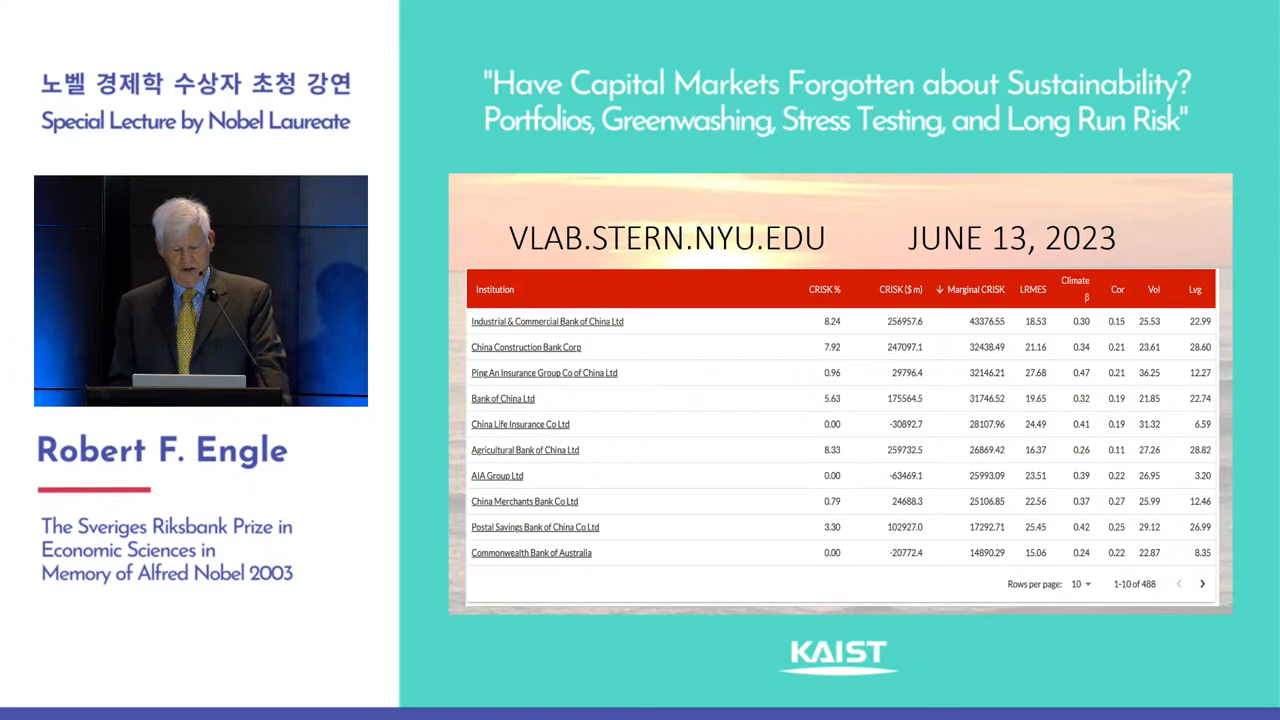 노벨 경제학 수상자 초청 강연
Special Lecture by Nobel Laureate
Robert F. Engle
The Sveriges Riksbank Prize in
Economic Sciences in
Memory of Alfred Nobel 2003
"Have Capital Markets Forgotten about Sustainability?
Portfolios, Greenwashing, Stress Testing, and Long Run Risk"
VLAB.STERN.NYU.EDU JUNE 13, 2023
Institution CRISK % CRISK ($ m) ↓ Marginal CRISK LRMES Climate β Cor Vol Lvg
Industrial & Commercial Bank of China Ltd 8.24 256957.6 43376.55 18.53 0.30 0.15 25.53 22.99
China Construction Bank Corp 7.92 247097.1 32438.49 21.16 0.34 0.21 23.61 28.60
Ping An Insurance Group Co of China Ltd 0.96 29796.4 32146.21 27.68 0.47 0.21 36.25 12.27
Bank of China Ltd 5.63 175564.5 31746.52 19.65 0.32 0.19 21.85 22.74
China Life Insurance Co Ltd 0.00 -30892.7 28107.96 24.49 0.41 0.19 31.32 6.59
Agricultural Bank of China Ltd 8.33 259732.5 26869.42 16.37 0.26 0.11 27.26 28.82
AIA Group Ltd 0.00 -63469.1 25993.09 23.51 0.39 0.22 26.95 3.20
China Merchants Bank Co Ltd 0.79 24688.3 25106.85 22.56 0.37 0.27 25.99 12.46
Postal Savings Bank of China Co Ltd 3.30 102927.0 17292.71 25.45 0.42 0.25 29.12 26.99
Commonwealth Bank of Australia 0.00 -20772.4 14890.29 15.06 0.24 0.22 22.87 8.35
Rows per page: 10 1-10 of 488
KAIST